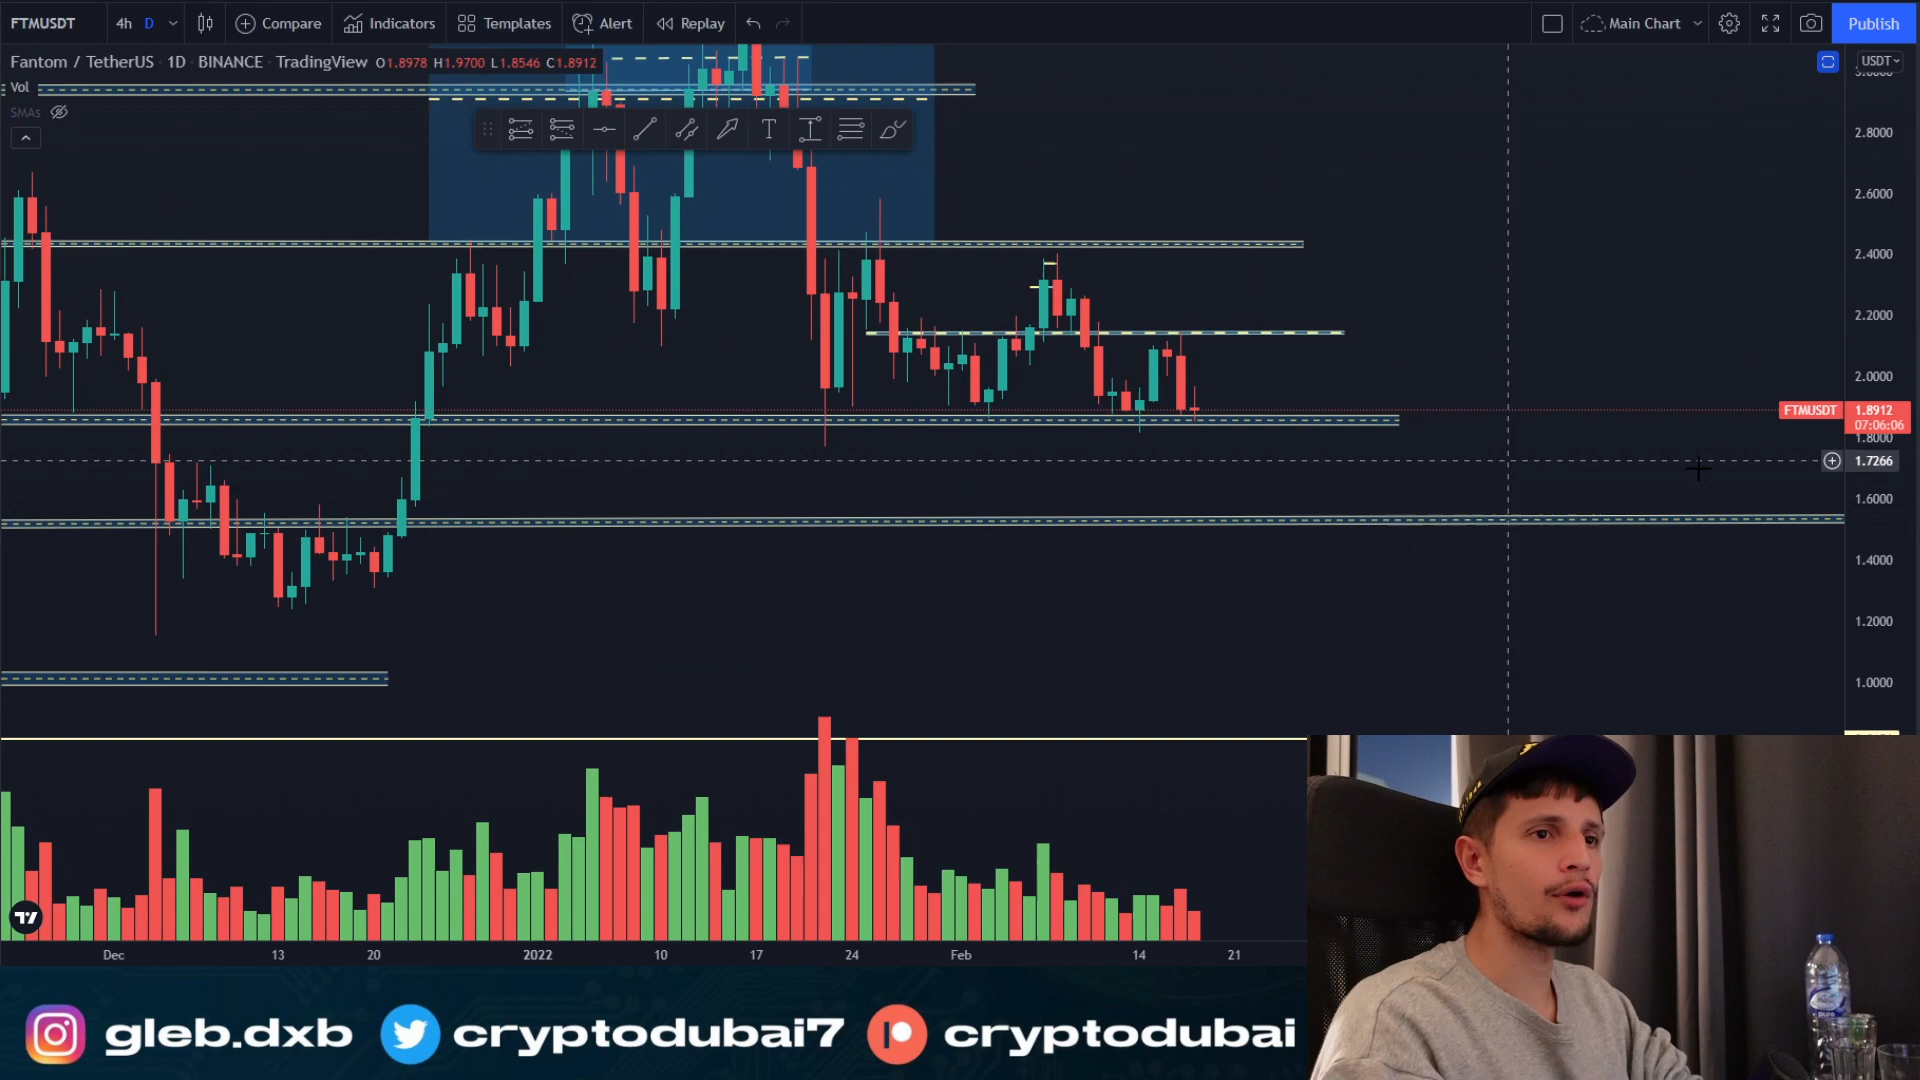 FTMUSDT 4h D Compare Indicators Templates Alert Replay Main Chart Publish
Fantom / TetherUS · 1D · BINANCE · TradingView O1.8978 H1.9700 L1.8546 C1.8912
USDT
Vol
SMAs
2.8000
2.6000
2.4000
2.2000
2.0000
FTMUSDT 1.8912
07:06:06
1.8000
1.7266
1.6000
1.4000
1.2000
1.0000
Dec 13 20 2022 10 17 24 Feb 14 21
gleb.dxb cryptodubai7 cryptodubai